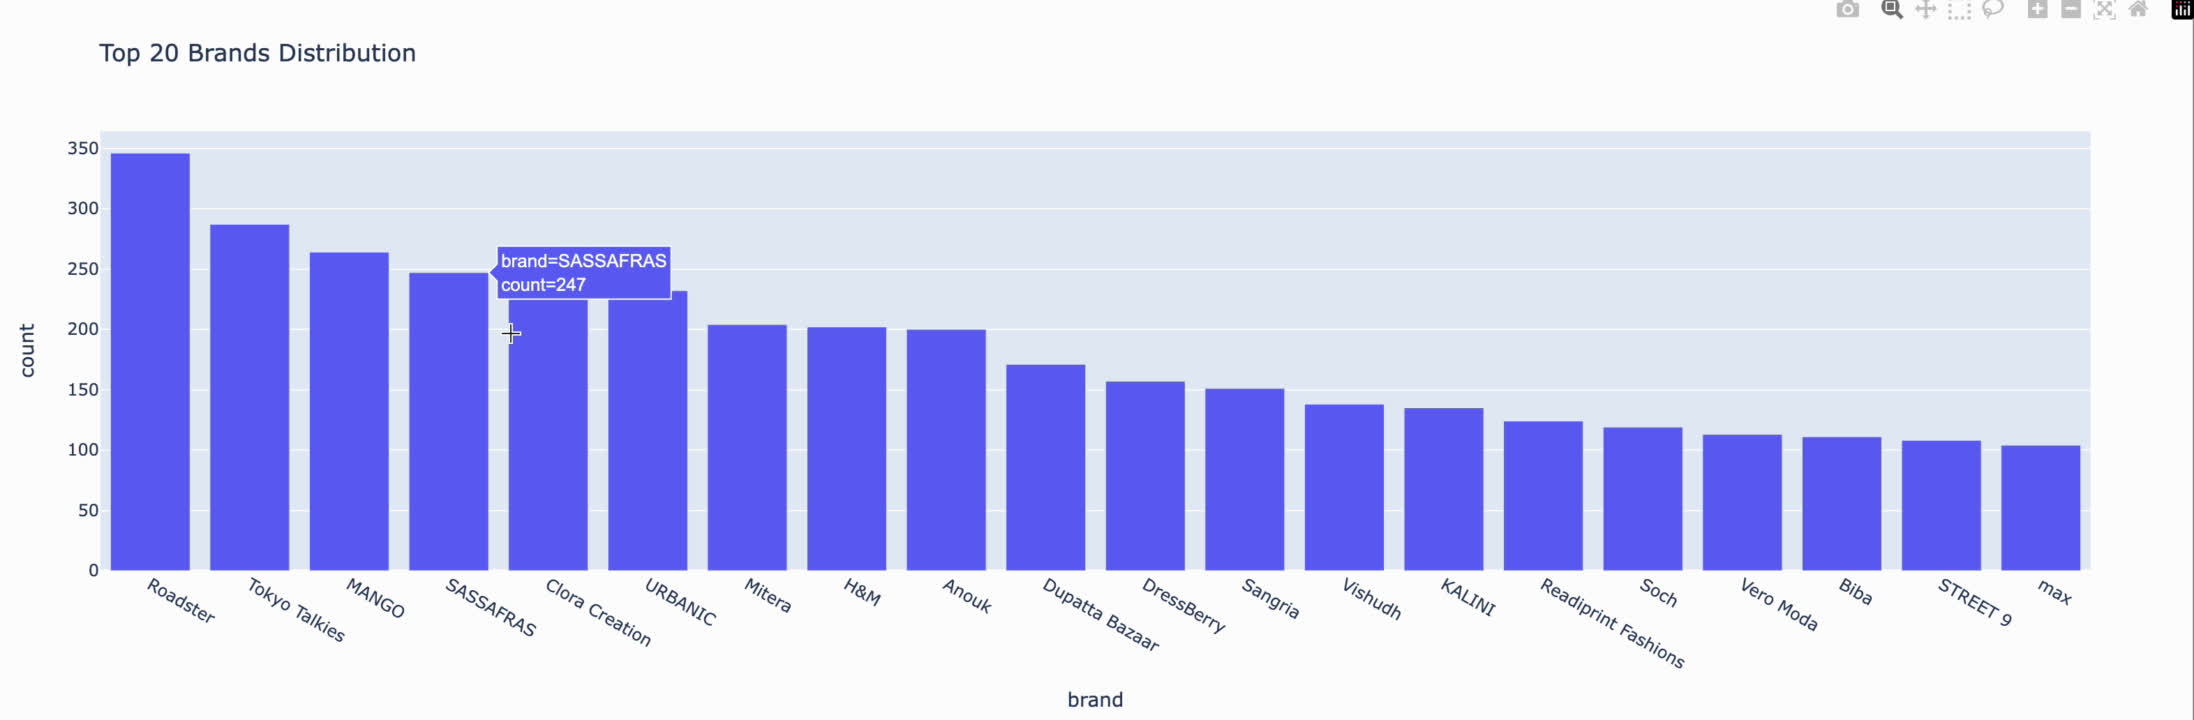 Top 20 Brands Distribution
350
300
250
200
150
100
50
0
count
brand=SASSAFRAS
count=247
Roadster
Tokyo Talkies
MANGO
SASSAFRAS
Clora Creation
URBANIC
Mitera
H&M
Anouk
Dupatta Bazaar
DressBerry
Sangria
Vishudh
KALINI
Readiprint Fashions
Soch
Vero Moda
Biba
STREET 9
max
brand